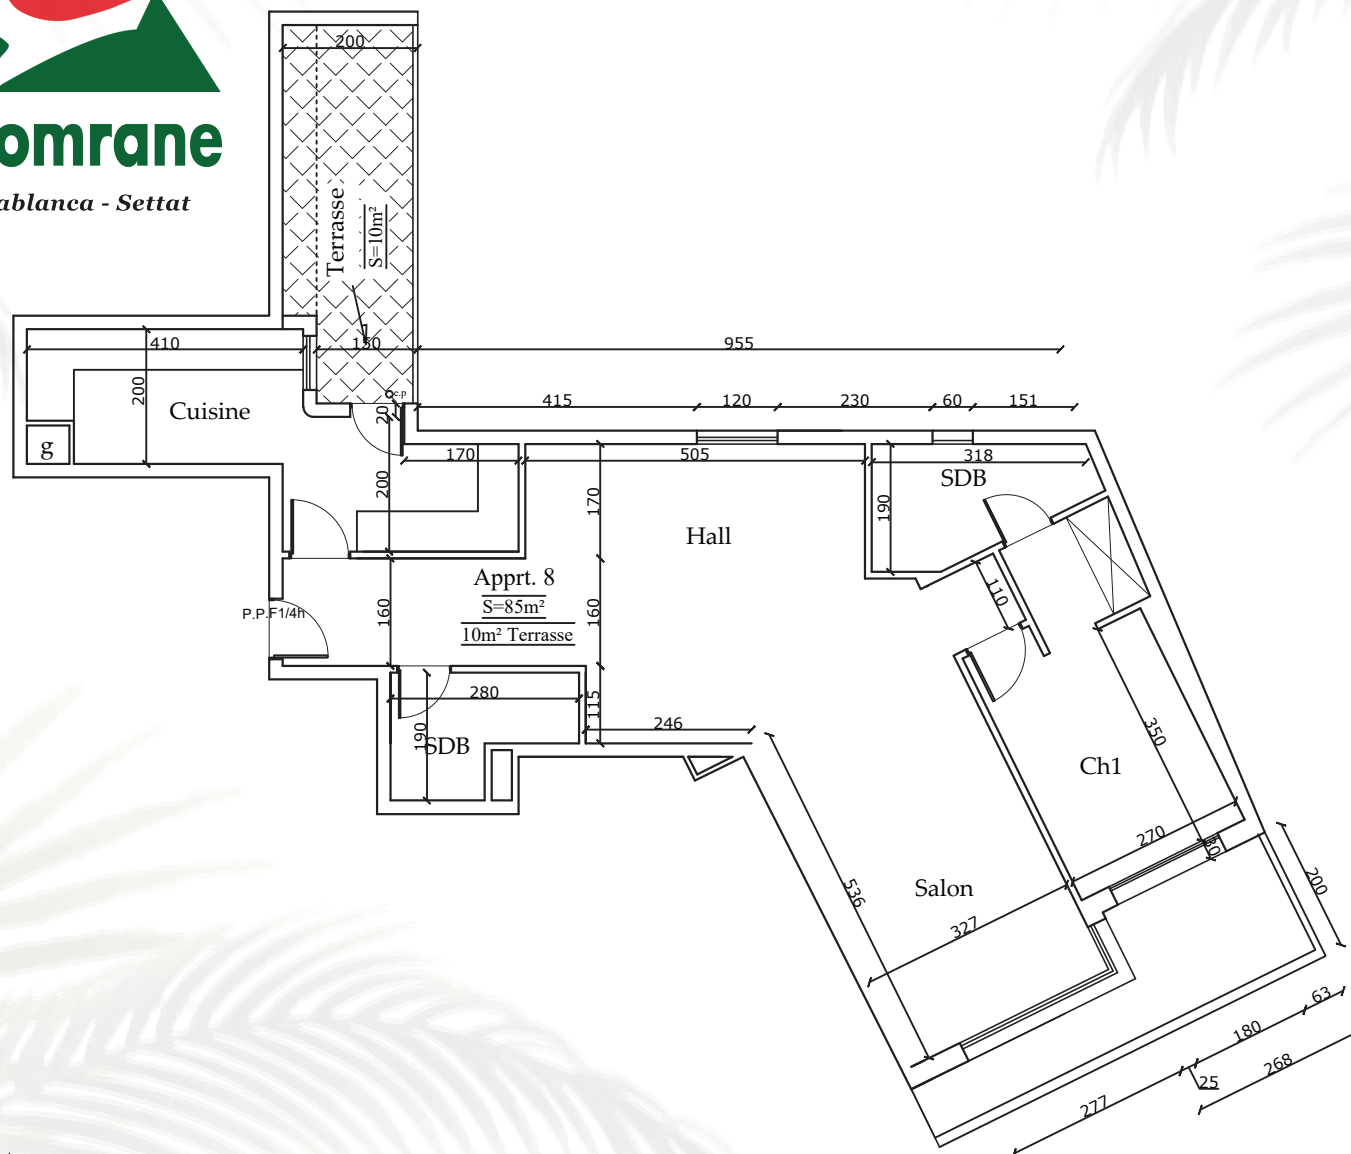 omrane
ablanca - Settat
200
Terrasse
S=10m²
410
150
955
200
Cuisine
e.p
20
415
120
230
60
151
g
170
505
318
SDB
200
170
190
Hall
Apprt. 8
S=85m²
10m² Terrasse
P.P.F1/4h
160
160
110
280
115
246
190
SDB
350
Ch1
270
30
536
Salon
327
200
63
180
268
25
277